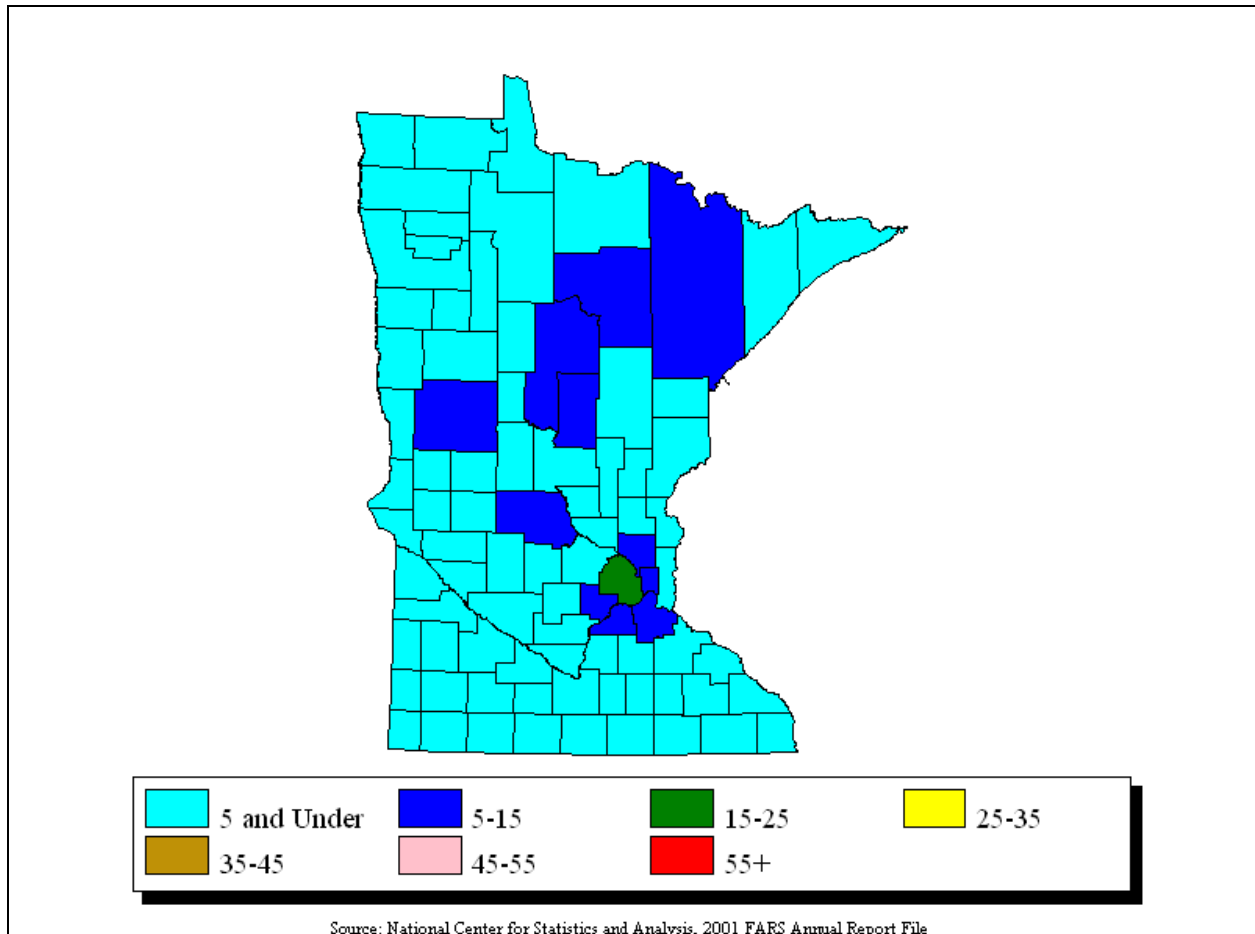 5 and Under 5-15 15-25 25-35
35-45 45-55 55+
Source: National Center for Statistics and Analysis, 2001 FARS Annual Report File